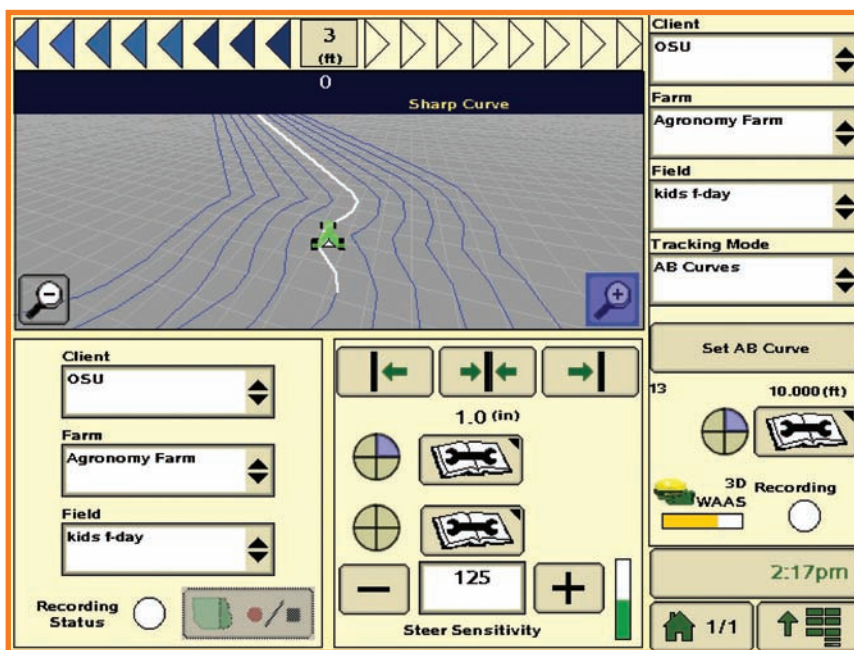 3
(ft)
0
Sharp Curve
Client
OSU
Farm
Agronomy Farm
Field
kids f-day
Tracking Mode
AB Curves
Set AB Curve
13
10.000 (ft)
3D
WAAS
Recording
2:17pm
1/1
Client
OSU
Farm
Agronomy Farm
Field
kids f-day
Recording
Status
1.0 (in)
125
Steer Sensitivity